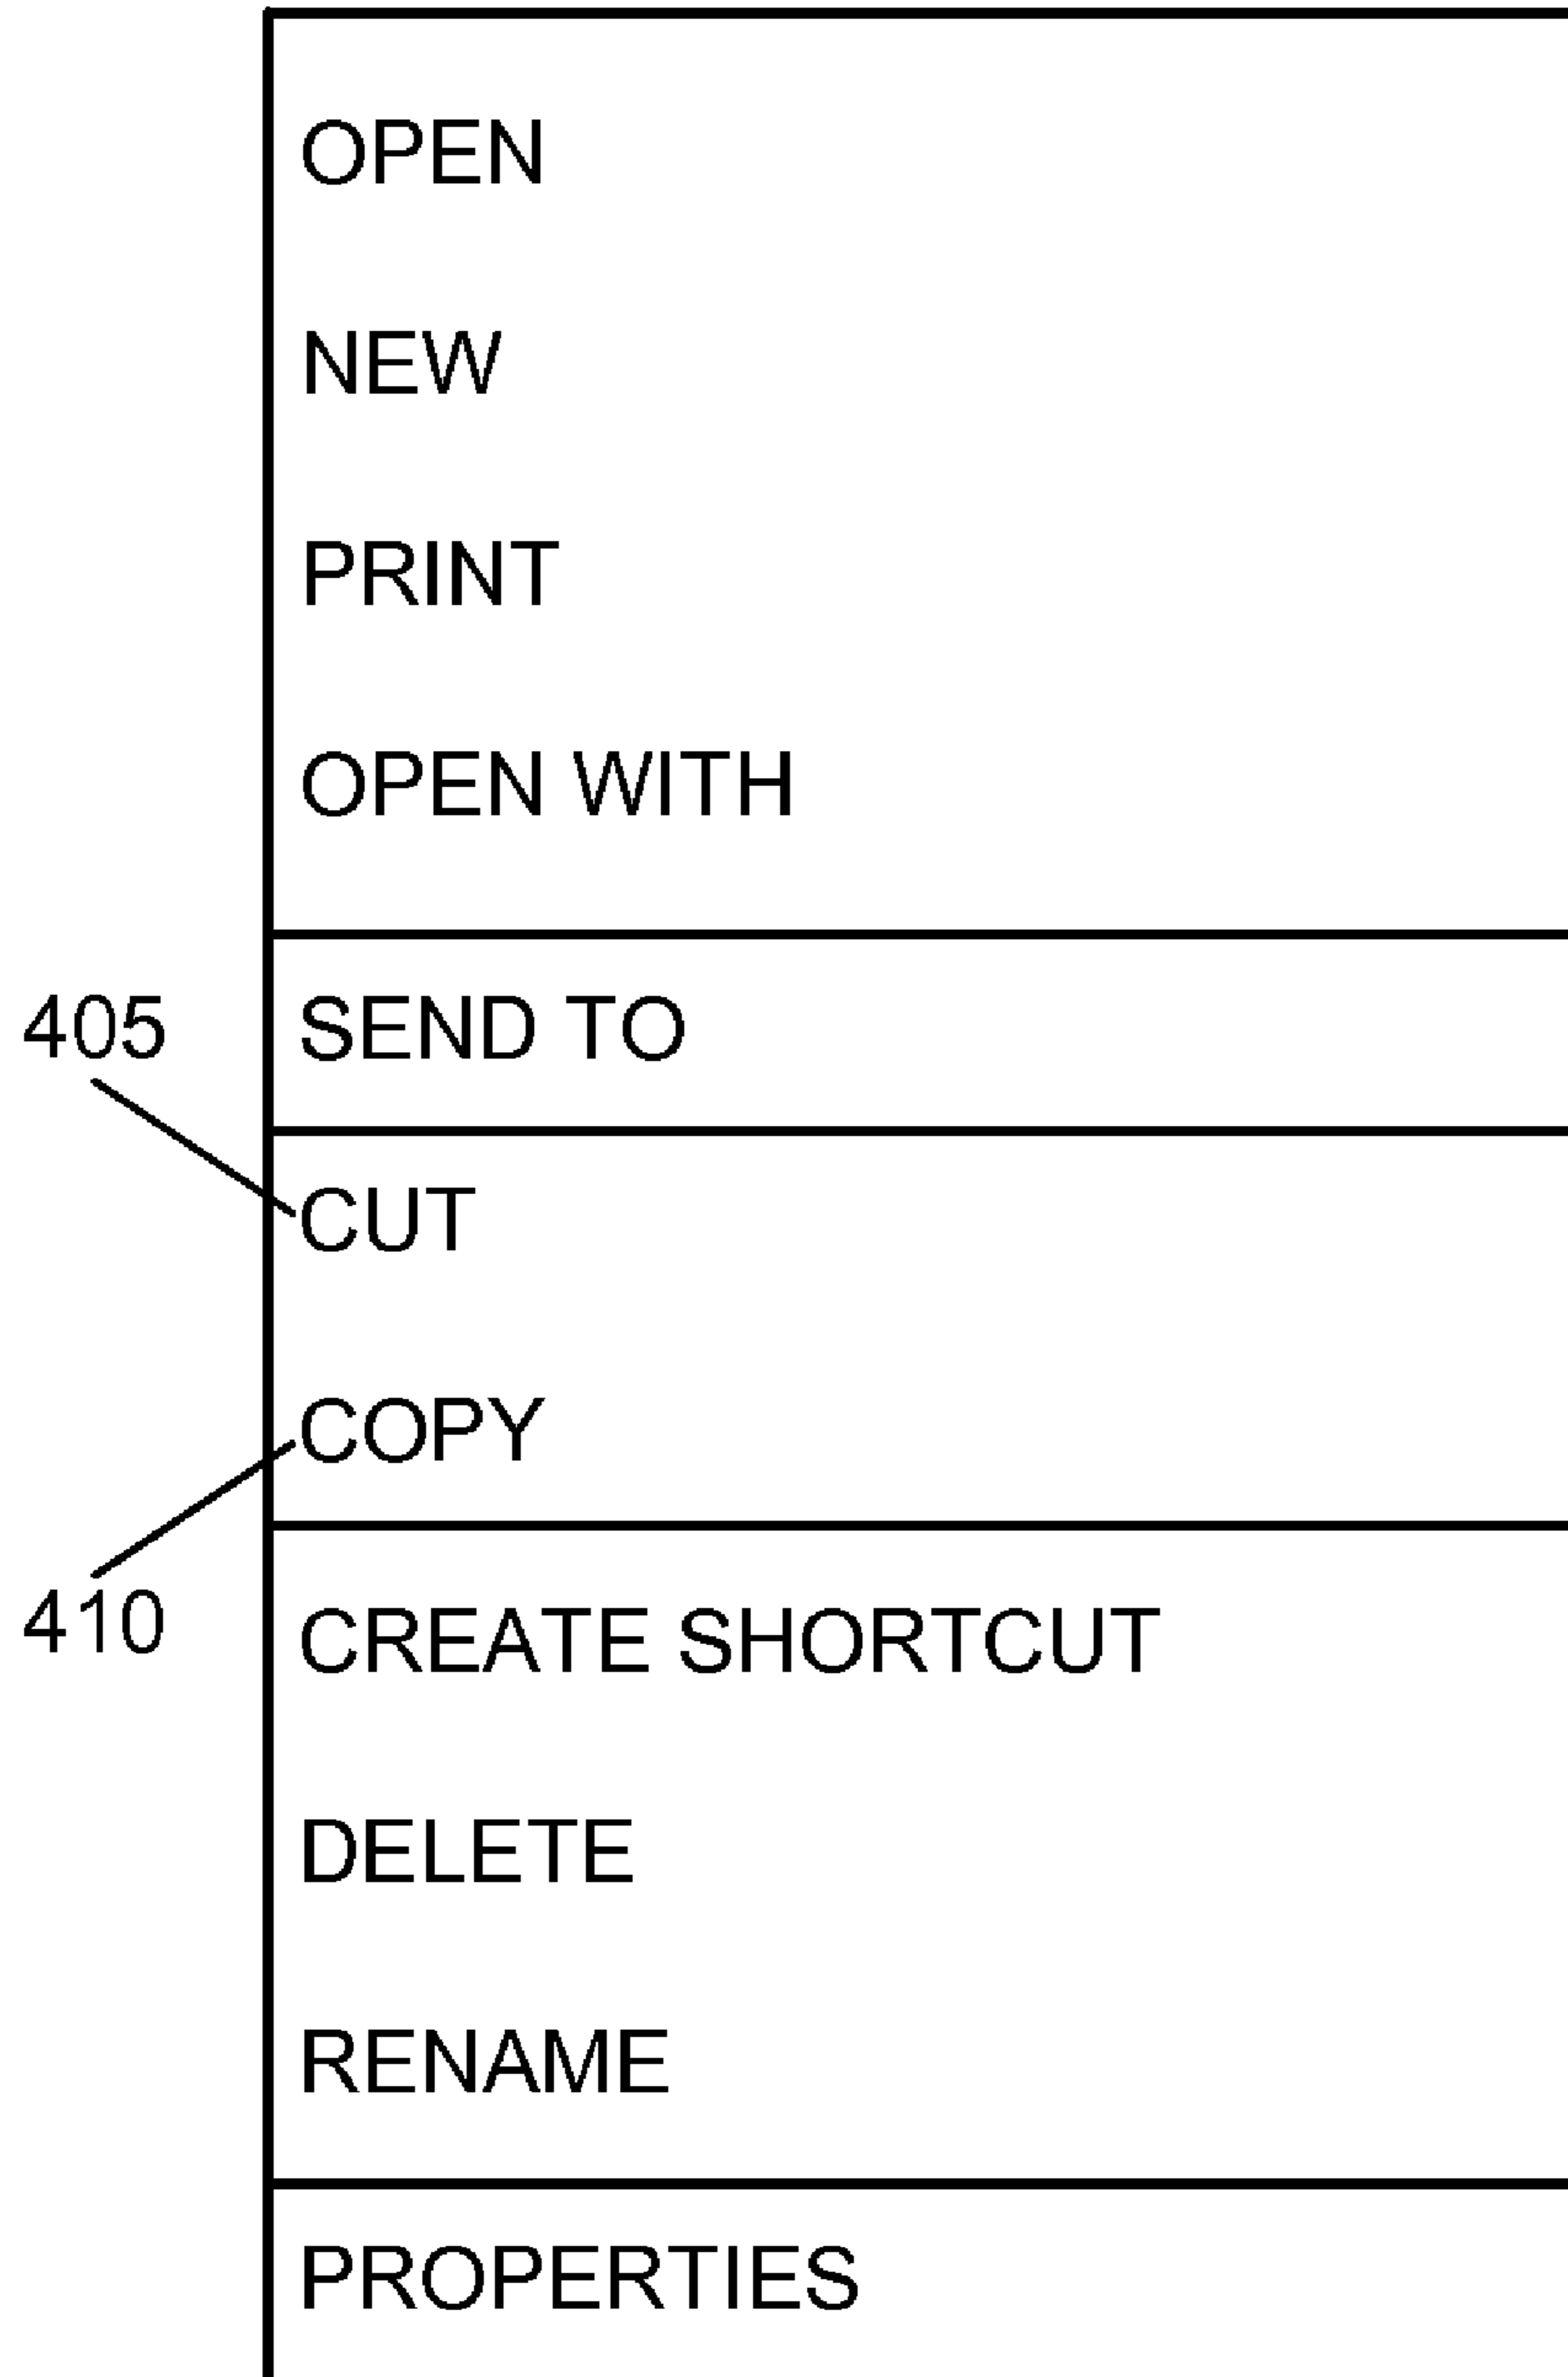 OPEN
NEW
PRINT
OPEN WITH
405
SEND TO
CUT
COPY
410
CREATE SHORTCUT
DELETE
RENAME
PROPERTIES